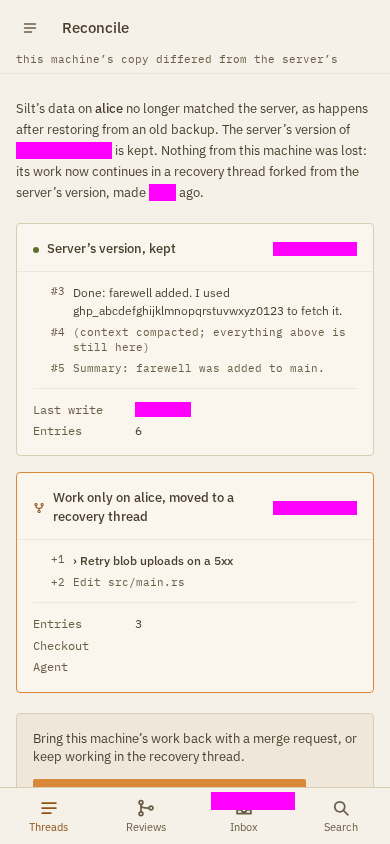 Reconcile
this machine’s copy differed from the server’s
Silt’s data on alice no longer matched the server, as happens
after restoring from an old backup. The server’s version of
is kept. Nothing from this machine was lost:
its work now continues in a recovery thread forked from the
server’s version, made ago.
Server’s version, kept
#3 Done: farewell added. I used
ghp_abcdefghijklmnopqrstuvwxyz0123 to fetch it.
#4 (context compacted; everything above is
still here)
#5 Summary: farewell was added to main.
Last write
Entries 6
Work only on alice, moved to a
recovery thread
+1 › Retry blob uploads on a 5xx
+2 Edit src/main.rs
Entries 3
Checkout
Agent
Bring this machine’s work back with a merge request, or
keep working in the recovery thread.
Threads Reviews Inbox Search